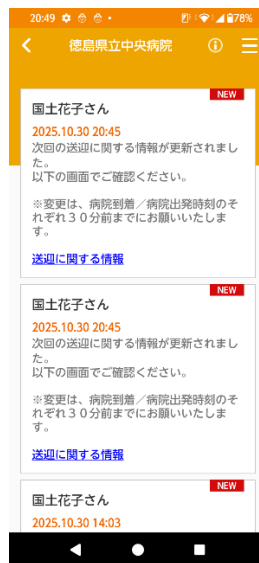 20:49
78%
徳島県立中央病院
NEW
国土花子さん
2025.10.30 20:45
次回の送迎に関する情報が更新されまし
た。
以下の画面でご確認ください。
※変更は、病院到着／病院出発時刻のそ
れぞれ３０分前までにお願いいたしま
す。
送迎に関する情報
NEW
国土花子さん
2025.10.30 20:45
次回の送迎に関する情報が更新されまし
た。
以下の画面でご確認ください。
※変更は、病院到着／病院出発時刻のそ
れぞれ３０分前までにお願いいたしま
す。
送迎に関する情報
NEW
国土花子さん
2025.10.30 14:03